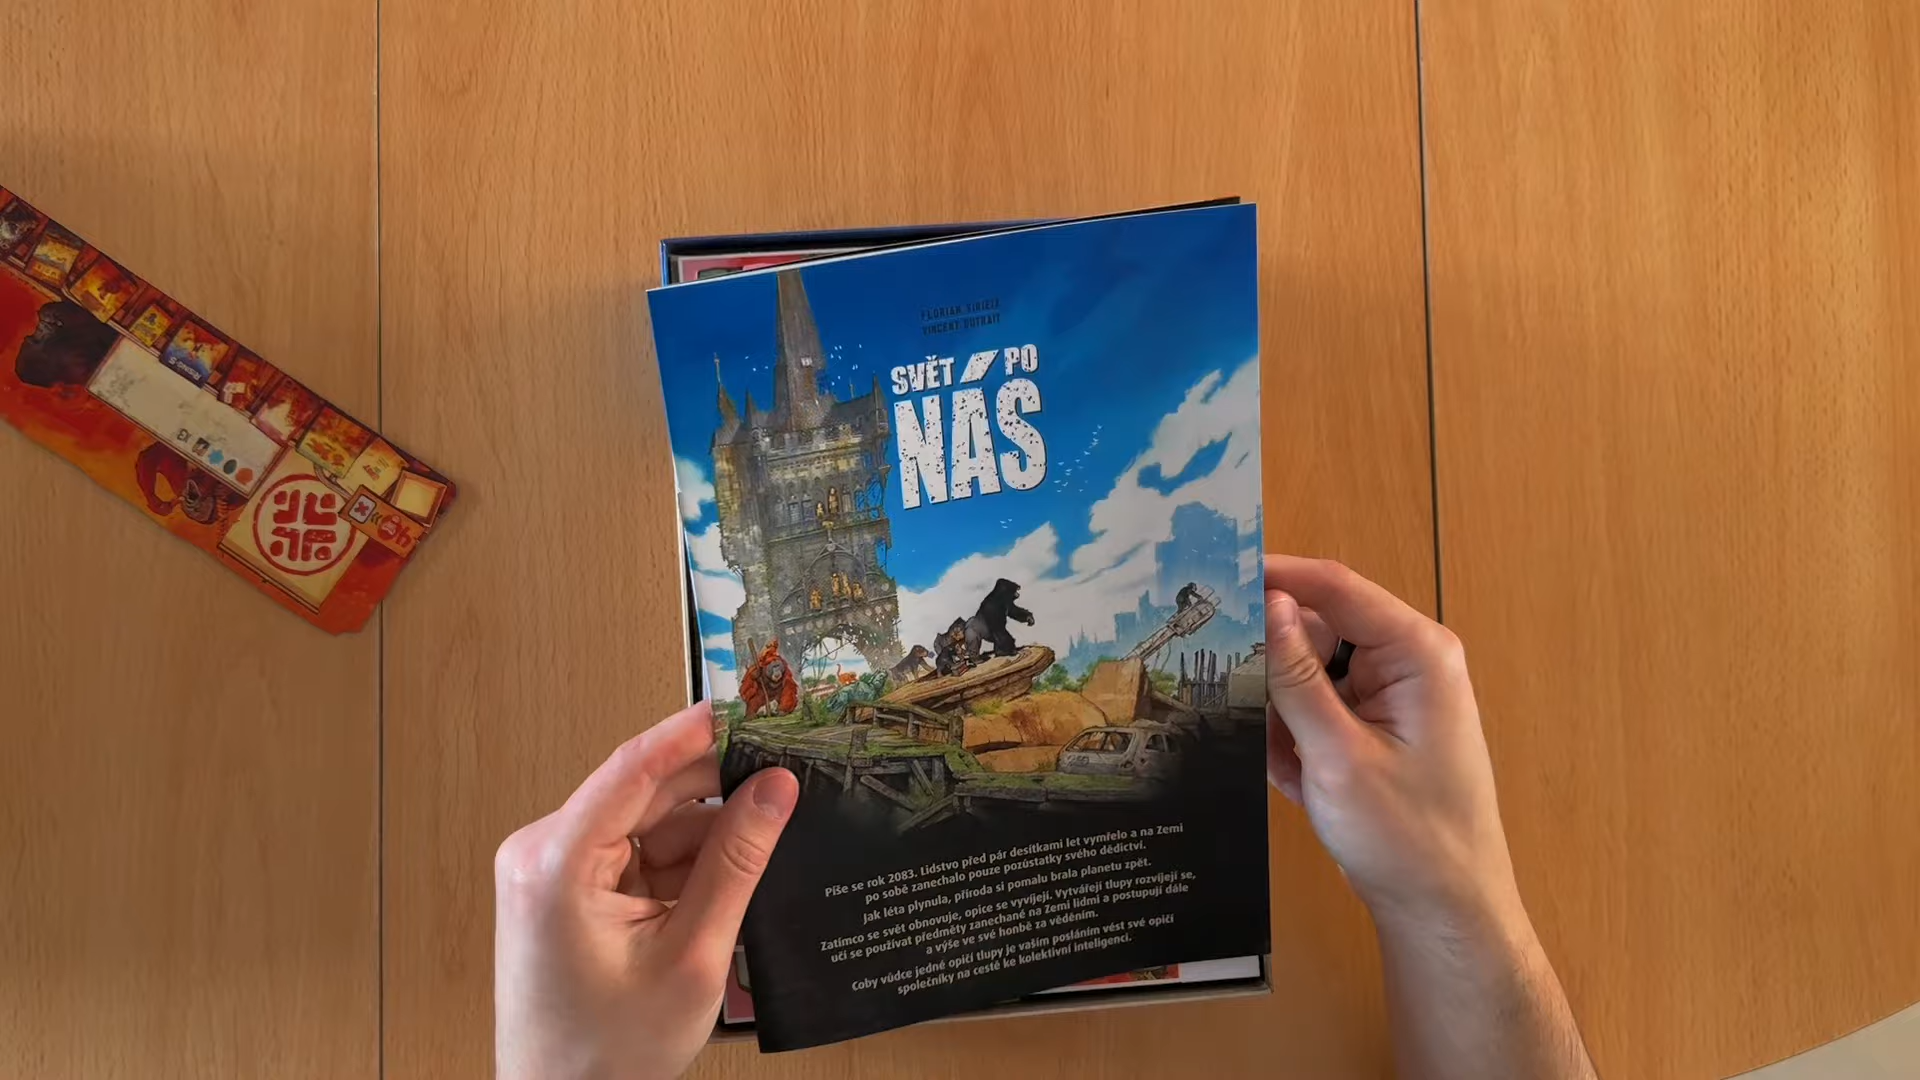 FLORIAN SIRIEIX
VINCENT DUTRAIT
SVĚT PO
NÁS
Píše se rok 2083. Lidstvo před pár desítkami let vymřelo a na Zemi
po sobě zanechalo pouze pozůstatky svého dědictví.
Jak léta plynula, příroda si pomalu brala planetu zpět.
Zatímco se svět obnovuje, opice se vyvíjejí. Vytvářejí tlupy rozvíjejí se,
učí se používat předměty zanechané na Zemi lidmi a postupují dále
a výše ve své honbě za věděním.
Coby vůdce jedné opičí tlupy je vaším posláním vést své opičí
společníky na cestě ke kolektivní inteligenci.